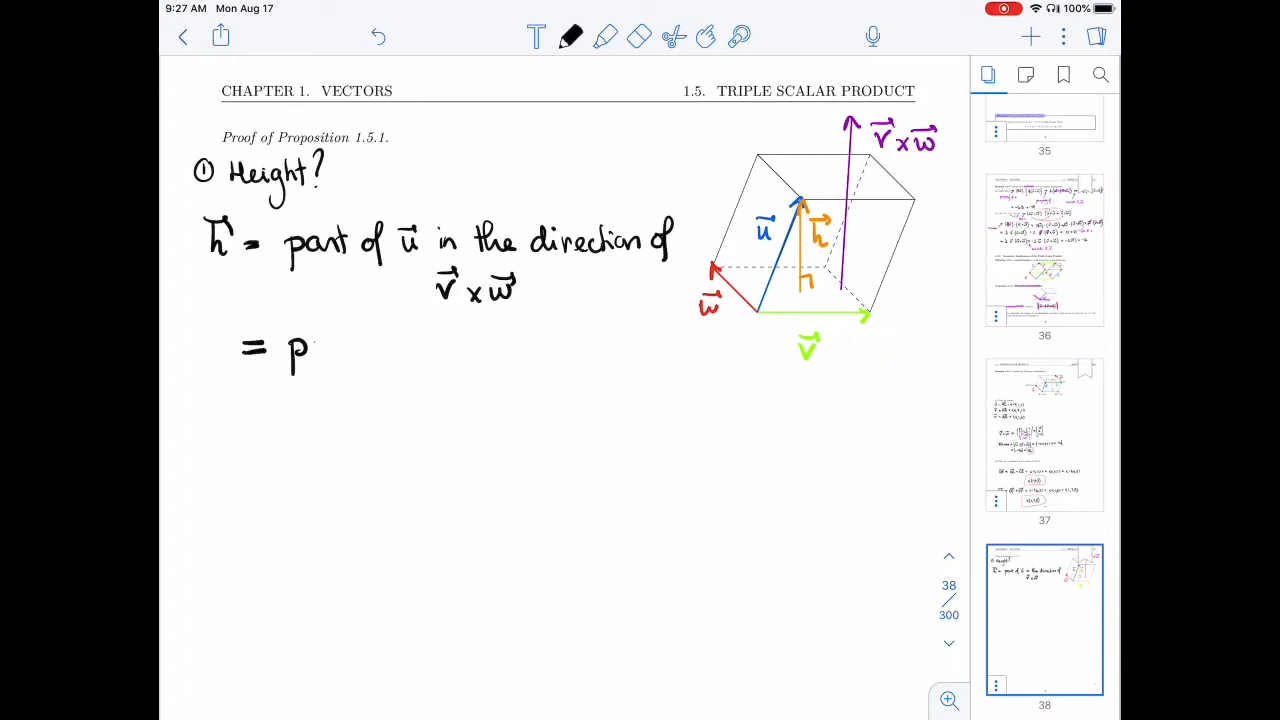 9:27 AM Mon Aug 17
100%
T
CHAPTER 1. VECTORS
1.5. TRIPLE SCALAR PRODUCT
Proof of Proposition 1.5.1.
① Height?
h⃗ = part of u⃗ in the direction of
v⃗ × w⃗
= p
v⃗ × w⃗
u⃗
h⃗
w⃗
v⃗
35
36
37
38
38
300